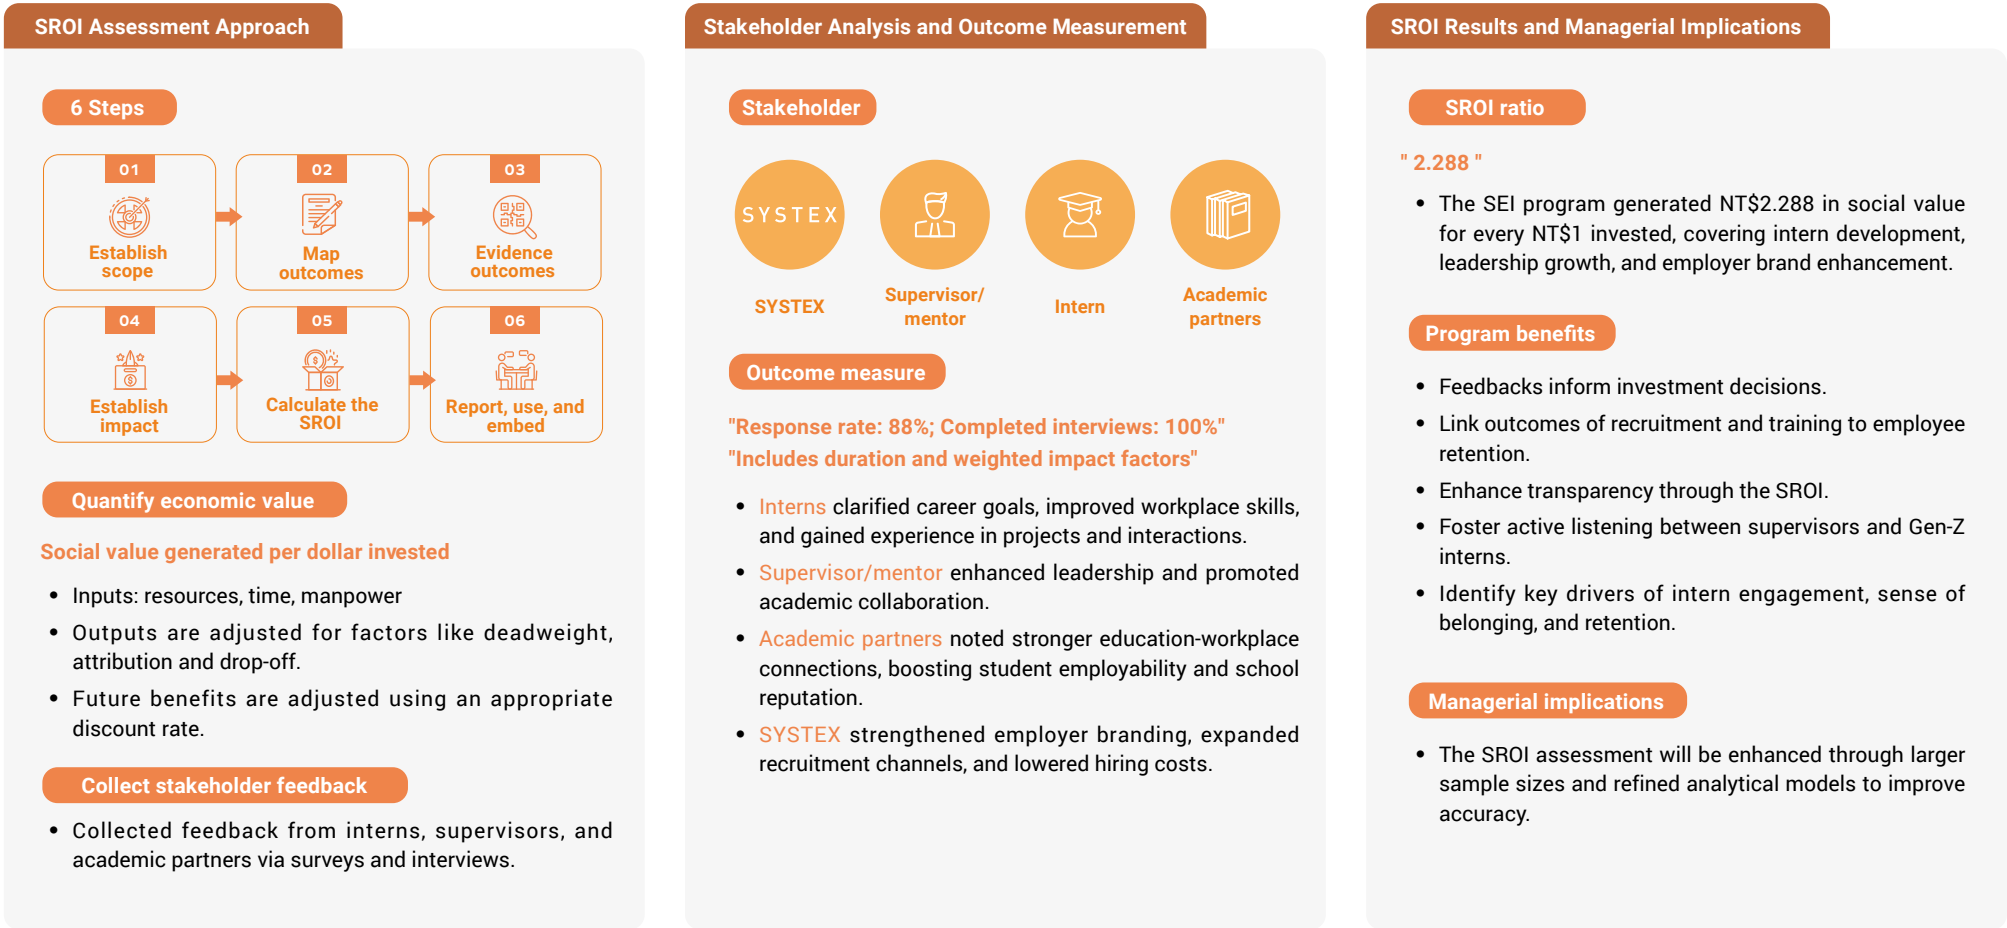 SROI Assessment Approach
6 Steps
01
Establish
scope
02
Map
outcomes
03
Evidence
outcomes
04
Establish
impact
05
Calculate the
SROI
06
Report, use, and
embed
Quantify economic value
Social value generated per dollar invested
• Inputs: resources, time, manpower
• Outputs are adjusted for factors like deadweight,
attribution and drop-off.
• Future benefits are adjusted using an appropriate
discount rate.
Collect stakeholder feedback
• Collected feedback from interns, supervisors, and
academic partners via surveys and interviews.
Stakeholder Analysis and Outcome Measurement
Stakeholder
SYSTEX
SYSTEX
Supervisor/
mentor
Intern
Academic
partners
Outcome measure
"Response rate: 88%; Completed interviews: 100%"
"Includes duration and weighted impact factors"
• Interns clarified career goals, improved workplace skills,
and gained experience in projects and interactions.
• Supervisor/mentor enhanced leadership and promoted
academic collaboration.
• Academic partners noted stronger education-workplace
connections, boosting student employability and school
reputation.
• SYSTEX strengthened employer branding, expanded
recruitment channels, and lowered hiring costs.
SROI Results and Managerial Implications
SROI ratio
" 2.288 "
• The SEI program generated NT$2.288 in social value
for every NT$1 invested, covering intern development,
leadership growth, and employer brand enhancement.
Program benefits
• Feedbacks inform investment decisions.
• Link outcomes of recruitment and training to employee
retention.
• Enhance transparency through the SROI.
• Foster active listening between supervisors and Gen-Z
interns.
• Identify key drivers of intern engagement, sense of
belonging, and retention.
Managerial implications
• The SROI assessment will be enhanced through larger
sample sizes and refined analytical models to improve
accuracy.